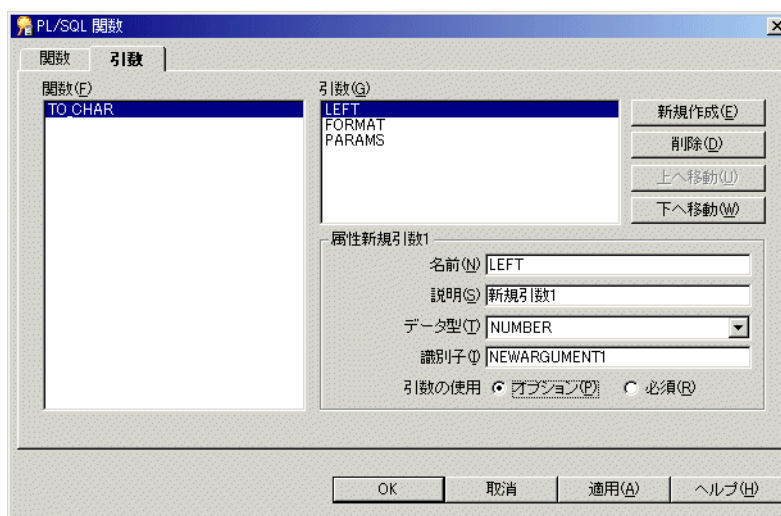 PL/SQL 関数
関数 引数
関数(F)
TO_CHAR
引数(G)
LEFT
FORMAT
PARAMS
新規作成(E)
削除(D)
上へ移動(U)
下へ移動(W)
属性新規引数1
名前(N) LEFT
説明(S) 新規引数1
データ型(T) NUMBER
識別子(I) NEWARGUMENT1
引数の使用 オプション(P) 必須(R)
OK 取消 適用(A) ヘルプ(H)